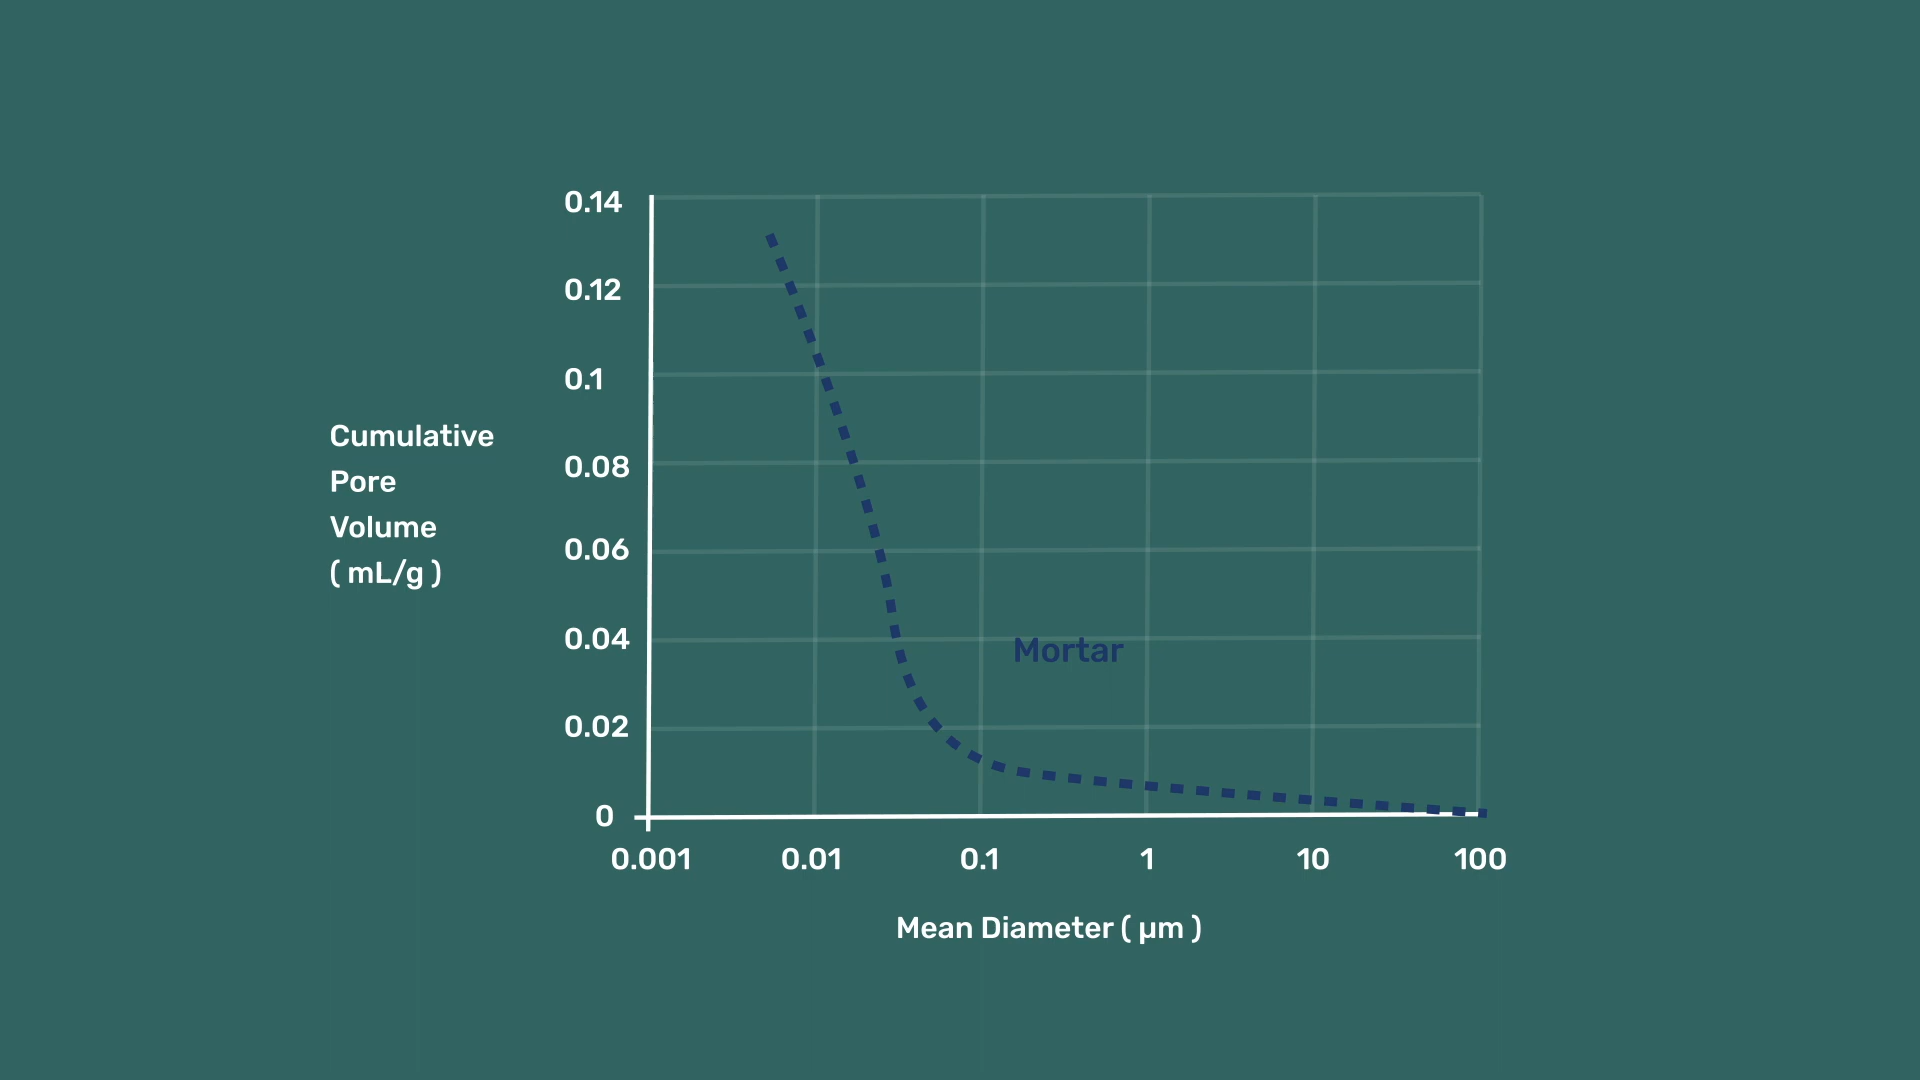 0.14
0.12
0.1
0.08
0.06
0.04
0.02
0
Cumulative
Pore
Volume
( mL/g )
Mortar
0.001 0.01 0.1 1 10 100
Mean Diameter ( µm )